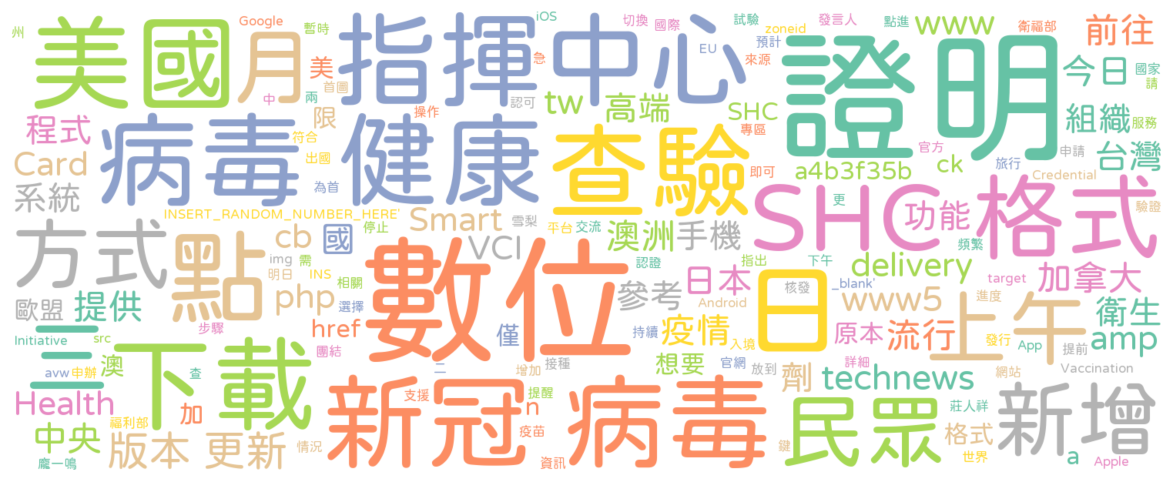 州 Google 暫時 iOS 切換 國際 試驗 發言人 點進 www 衛福部 前往
美國 月 指揮中心 EU 預計 zoneid 來源 證明 今日 國家
美 首圖 急 請
中 兩 操作 認可 tw 高端 SHC 組織 服務
程式 限 符合 專區 官方 申請 台灣
病毒 健康 查驗 a4b3f35b ck 旅行
Card 出國 即可 Credential
系統 為首 SHC 更 功能 格式 驗證
INSERT_RANDOM_NUMBER_HERE' Smart 雪梨 平台 交流 澳洲 手機
方式 點 cb 國 停止 VCI 頻繁
img 需 認證 指出 下午 delivery
明日 INS 相關 數位 日本 核發 _blank' target 加拿大
歐盟 提供 php 選擇 參考 Android 日 www5 進度 上午 衛生
步驟 href 僅 持續 疫情 入境 原本 流行 發行 App 提前 amp
三 Initiative src 團結 二 增加 接種 想要 官網 放到 詳細
下載 avw 申辦 查 澳 劑 technews 網站 Vaccination
Health 加 支援 提醒 新冠病毒 n 民眾 莊人祥 新增
中央 福利部 疫苗 格式
版本 更新 情況 鍵 世界 a
龐一鳴 資訊 Apple